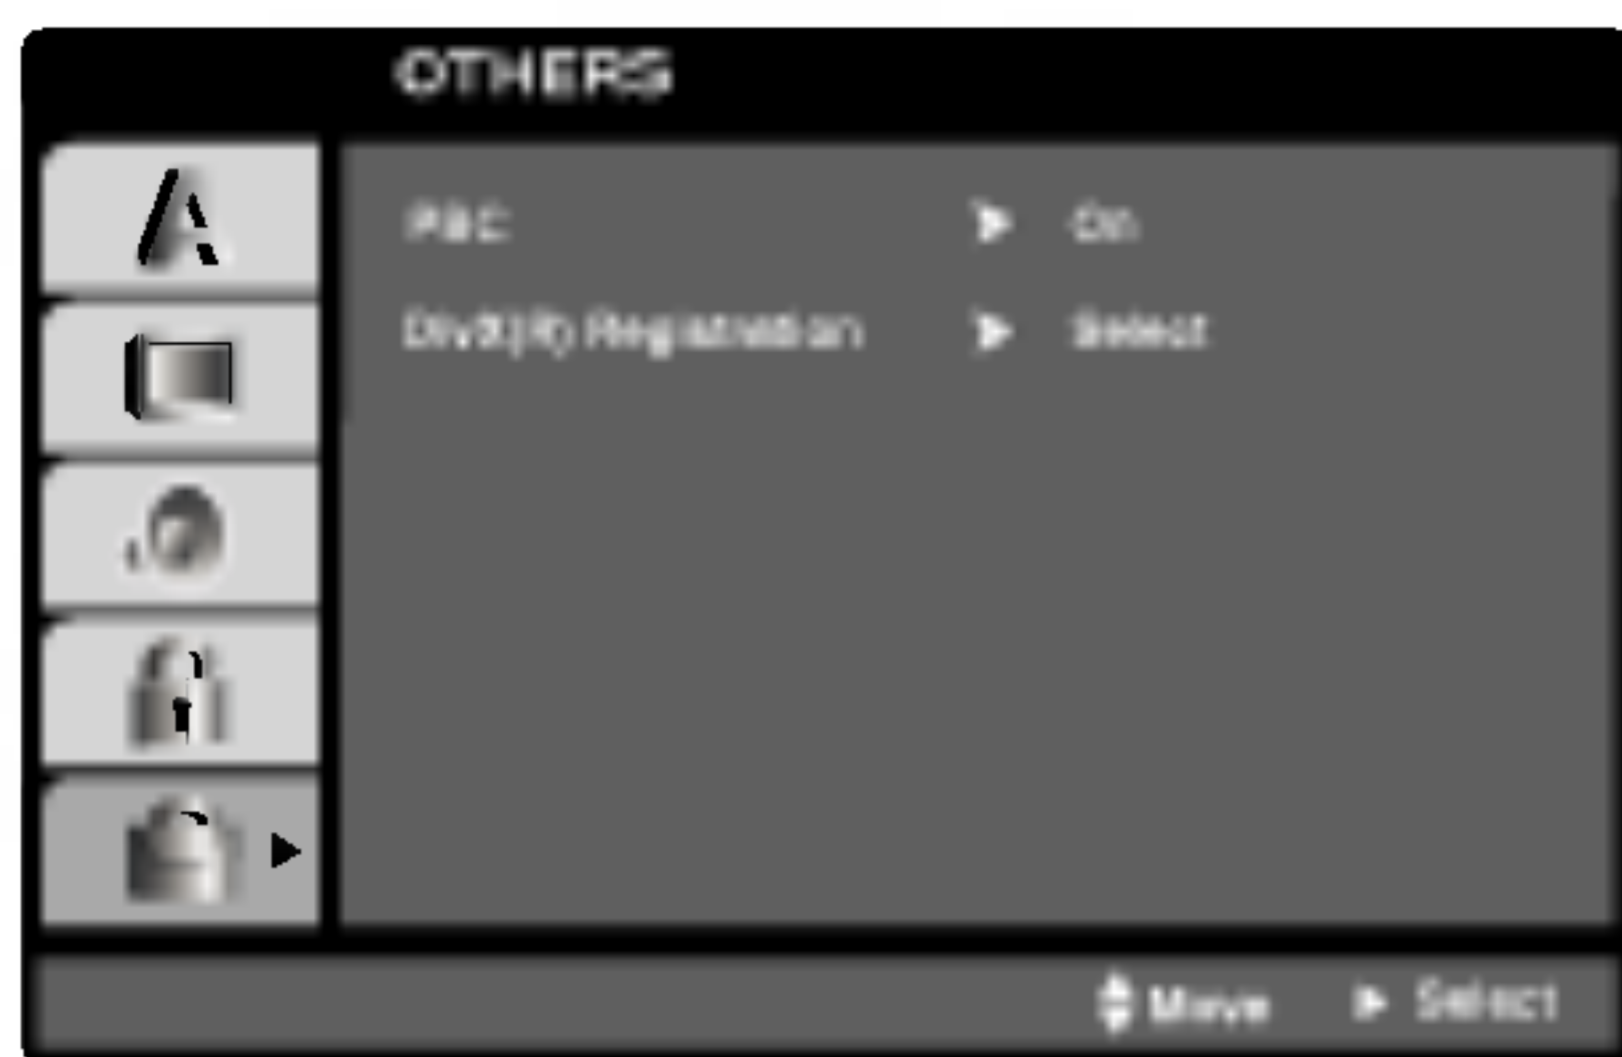 OTHERS
PBC ► On
DivX(R) Registration ► Select
Move ► Select